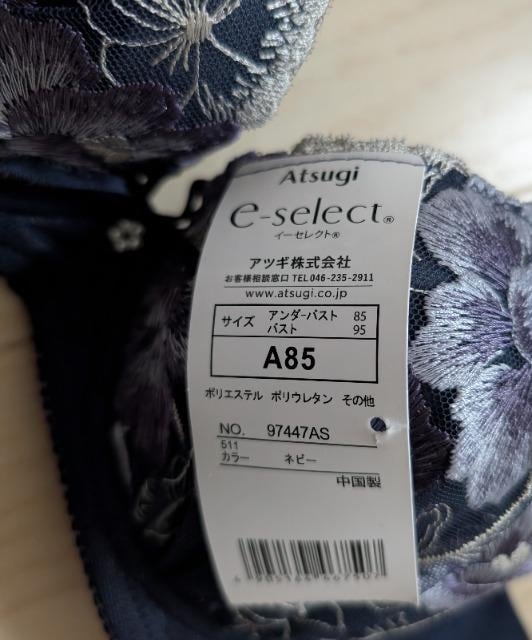 Atsugi
e-select®
イーセレクト®
アツギ株式会社
お客様相談窓口 TEL 046-235-2911
www.atsugi.co.jp
サイズ アンダーバスト 85
バスト 95
A85
ポリエステル ポリウレタン その他
NO. 97447AS
511
カラー ネビー
中国製